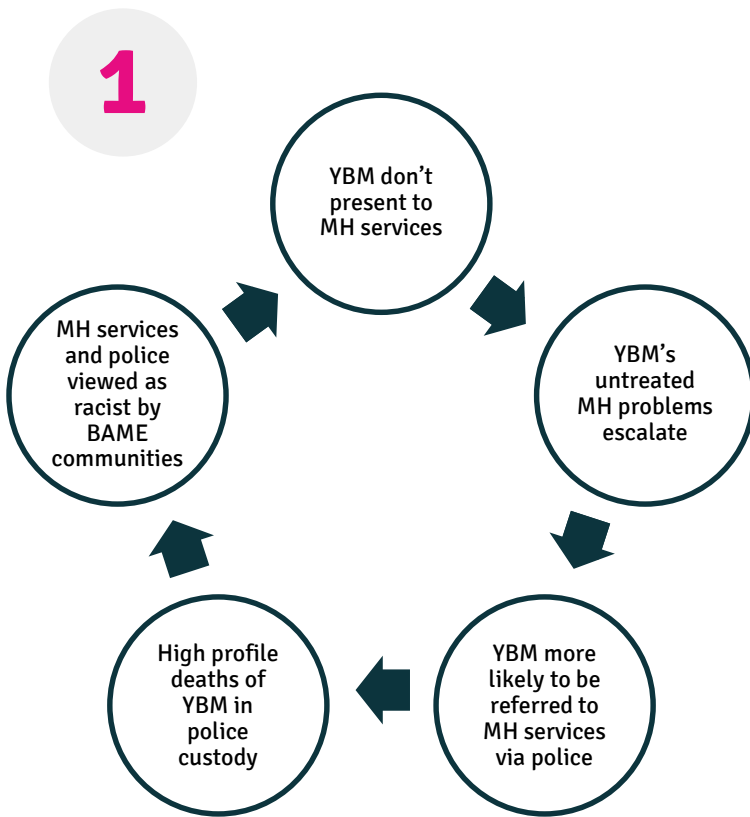 1
YBM don’t
present to
MH services
YBM’s
untreated
MH problems
escalate
YBM more
likely to be
referred to
MH services
via police
High profile
deaths of
YBM in
police
custody
MH services
and police
viewed as
racist by
BAME
communities